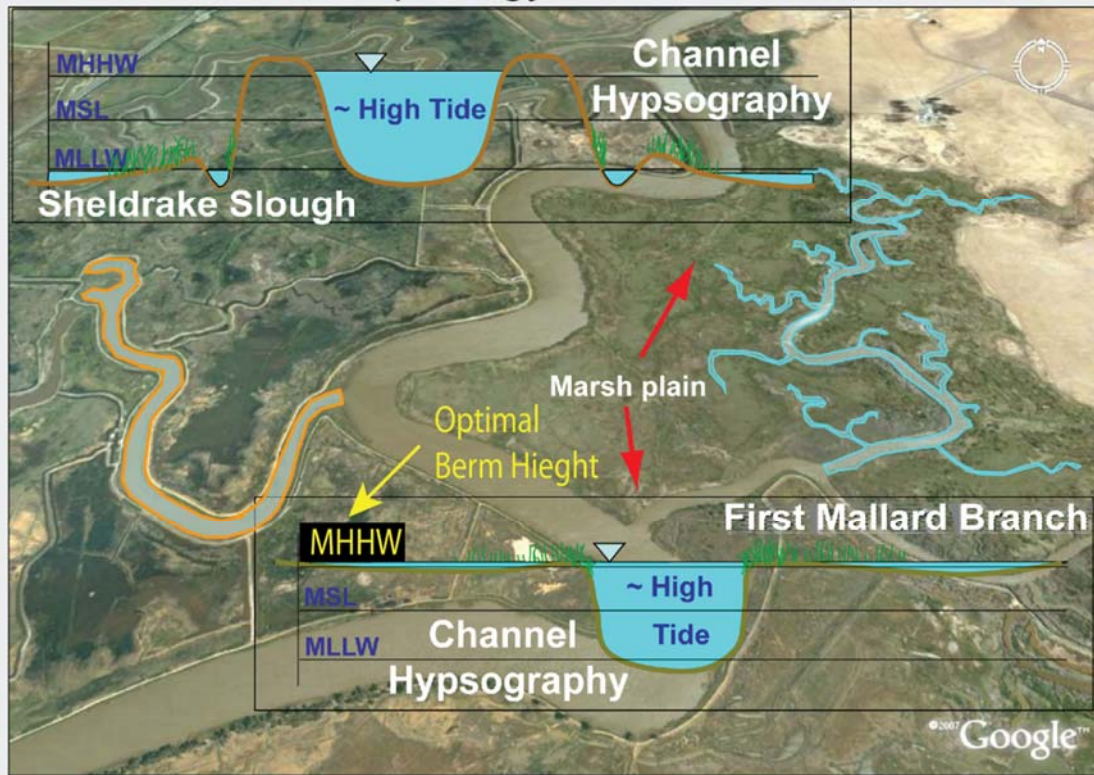 MHHW
MSL
MLLW
~ High Tide
Channel
Hypsography
Sheldrake Slough
Marsh plain
Optimal
Berm Hieght
First Mallard Branch
MHHW
MSL
MLLW
~ High
Tide
Channel
Hypsography
©2007 Google™